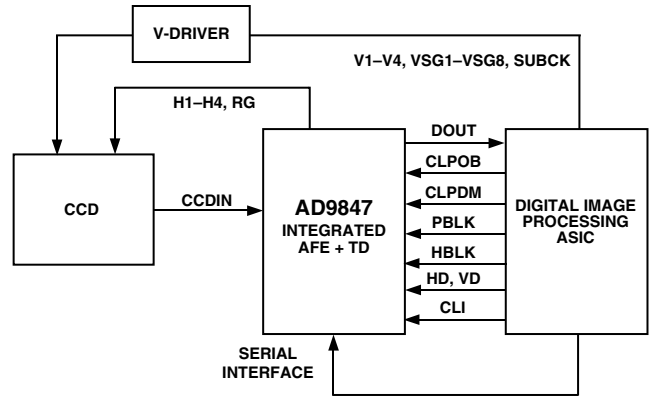 V-DRIVER
V1–V4, VSG1–VSG8, SUBCK
H1–H4, RG
DOUT
CLPOB
CLPDM
PBLK
HBLK
HD, VD
CLI
CCD
CCDIN
AD9847
INTEGRATED
AFE + TD
DIGITAL IMAGE
PROCESSING
ASIC
SERIAL
INTERFACE